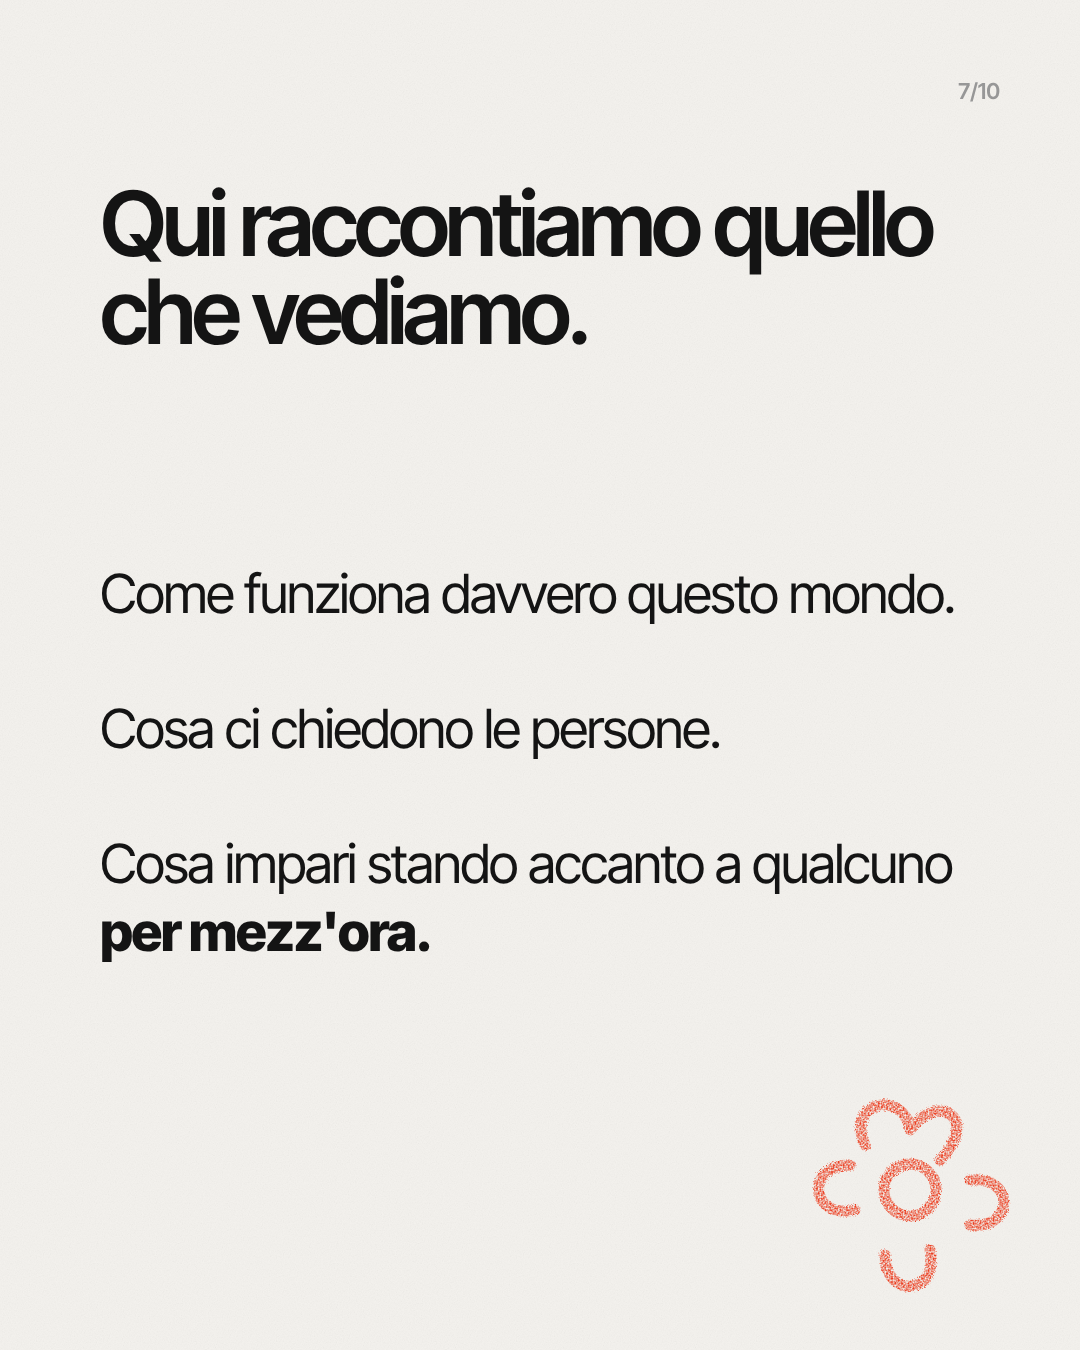 7/10
Qui raccontiamo quello
che vediamo.
Come funziona davvero questo mondo.
Cosa ci chiedono le persone.
Cosa impari stando accanto a qualcuno
per mezz'ora.